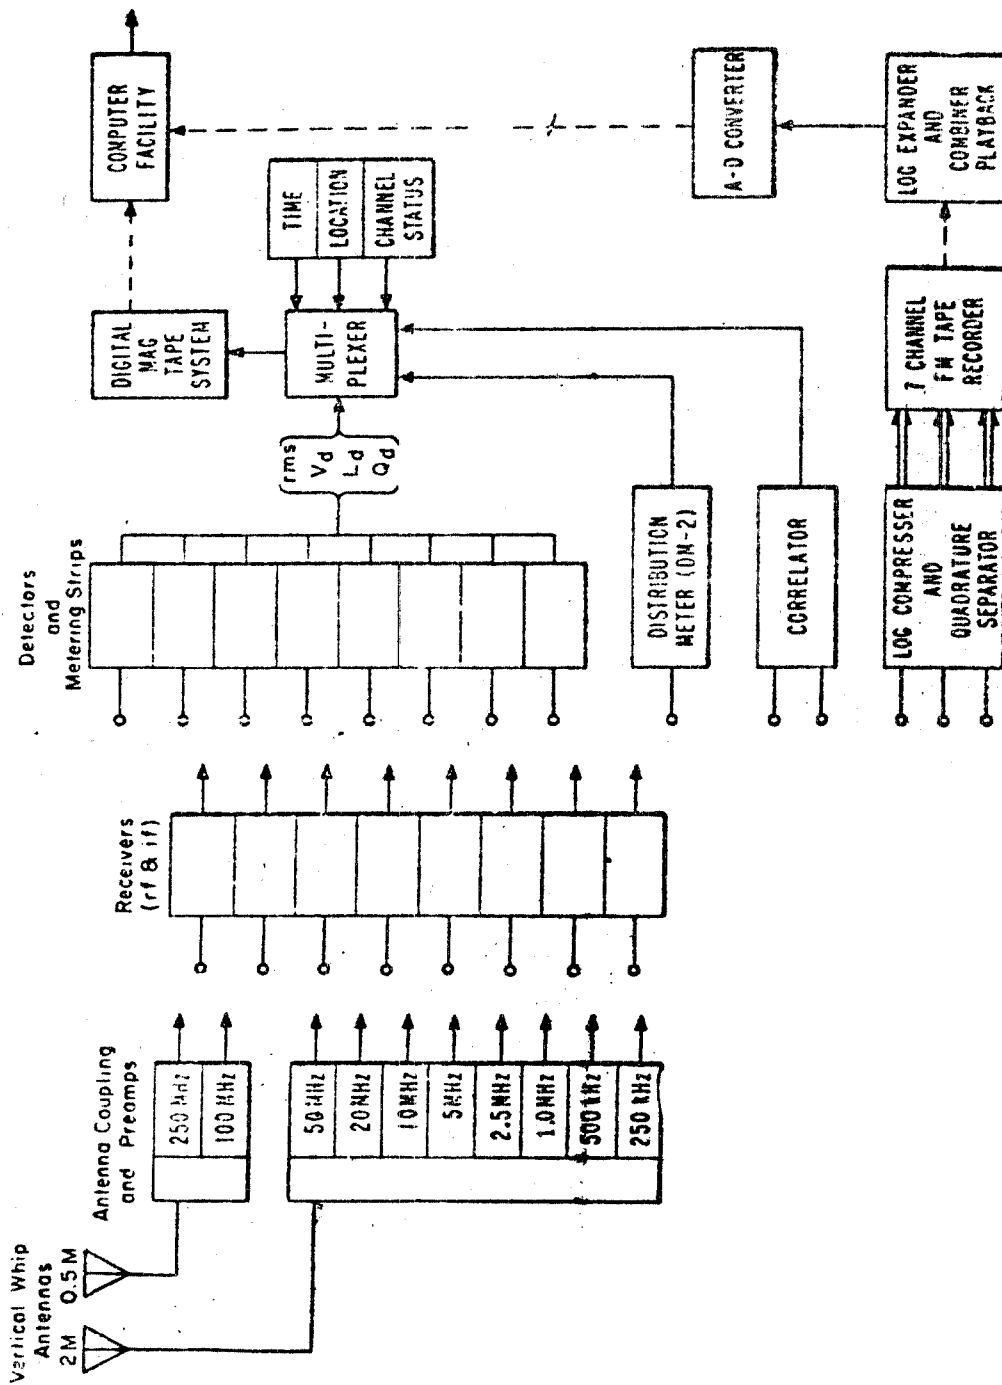 Vertical Whip
Antennas
2M
0.5 M
Antenna Coupling
and Preamps
250 MHz
100 MHz
50 MHz
20 MHz
10 MHz
5 MHz
2.5 MHz
1.0 MHz
500 kHz
250 kHz
Receivers
(rf & if)
Detectors
and
Metering Strips
rms
Vd
Ld
Qd
DISTRIBUTION
METER (DM-2)
CORRELATOR
LOG COMPRESSER
AND
QUADRATURE
SEPARATOR
DIGITAL
MAG
TAPE
SYSTEM
MULTI-
PLEXER
TIME
LOCATION
CHANNEL
STATUS
7 CHANNEL
FM TAPE
RECORDER
COMPUTER
FACILITY
A-D CONVERTER
LOG EXPANDER
AND
COMBINER
PLAYBACK